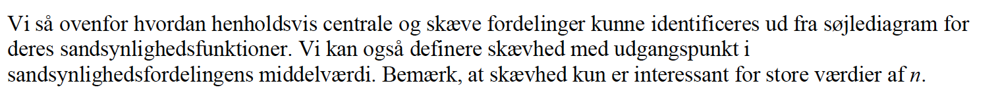 Vi så ovenfor hvordan henholdsvis centrale og skæve fordelinger kunne identificeres ud fra søjlediagram for
deres sandsynlighedsfunktioner. Vi kan også definere skævhed med udgangspunkt i
sandsynlighedsfordelingens middelværdi. Bemærk, at skævhed kun er interessant for store værdier af n.